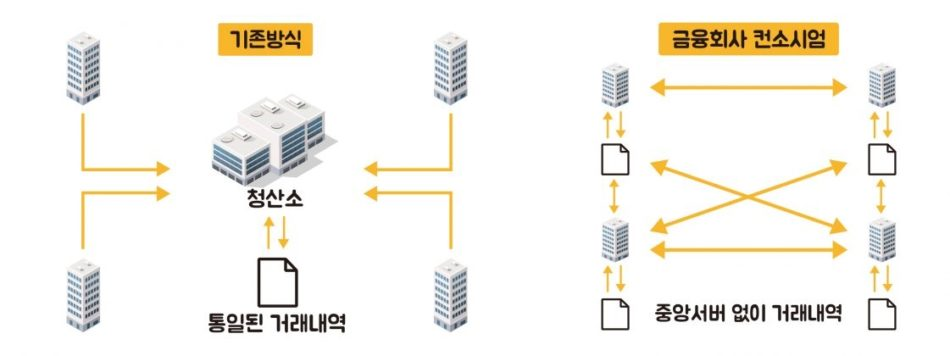 기존방식
청산소
통일된 거래내역
금융회사 컨소시엄
중앙서버 없이 거래내역